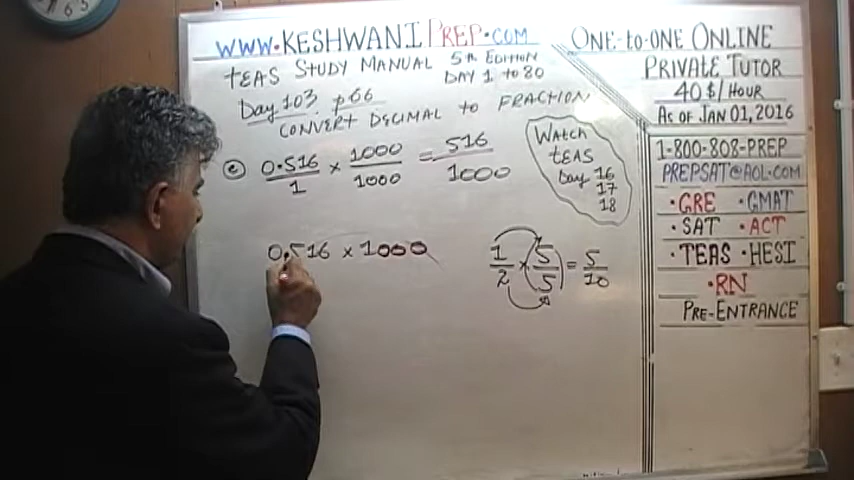 WWW.KESHWANIPREP.COM
TEAS STUDY MANUAL 5TH EDITION
DAY 1 TO 80
Day 103. p66
CONVERT DECIMAL to FRACTION
c 0.516/1 × 1000/1000 = 516/1000
Watch
tEAS
Day 16
17
18
0.516 × 1000
1/2 × 5/5 = 5/10
ONE-to-ONE ONLINE
PRIVATE TUTOR
40$/HOUR
As of JAN 01, 2016
1-800-808-PREP
PREPSAT@AOL.COM
•GRE •GMAT
•SAT •ACT
•TEAS •HESI
•RN
PRE-ENTRANCE